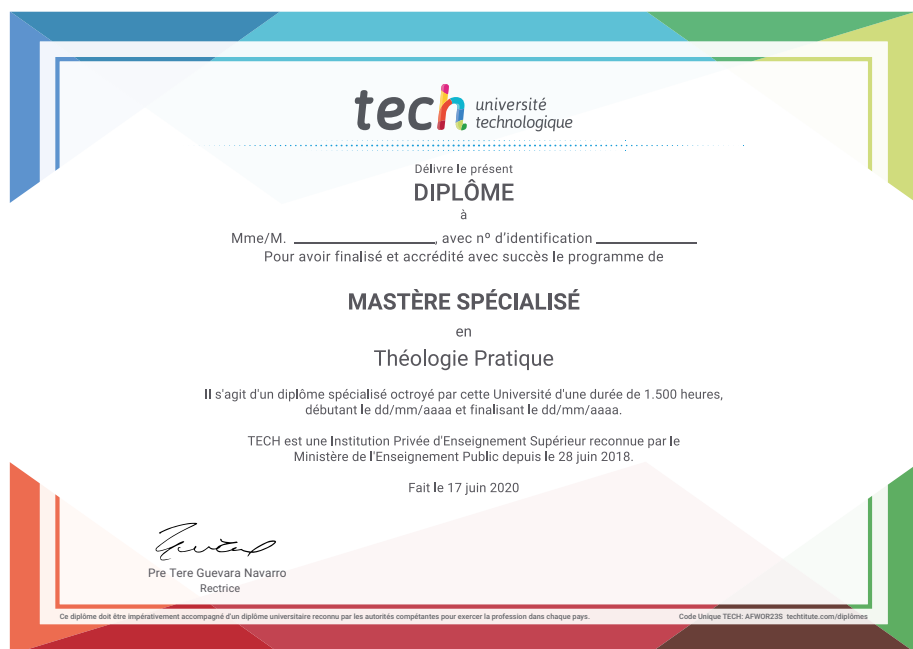 tech université
technologique
Délivre le présent
DIPLÔME
à
Mme/M. ________________, avec nº d'identification ____________
Pour avoir finalisé et accrédité avec succès le programme de
MASTÈRE SPÉCIALISÉ
en
Théologie Pratique
Il s'agit d'un diplôme spécialisé octroyé par cette Université d'une durée de 1.500 heures,
débutant le dd/mm/aaaa et finalisant le dd/mm/aaaa.
TECH est une Institution Privée d'Enseignement Supérieur reconnue par le
Ministère de l'Enseignement Public depuis le 28 juin 2018.
Fait le 17 juin 2020
Pre Tere Guevara Navarro
Rectrice
Ce diplôme doit être impérativement accompagné d'un diplôme universitaire reconnu par les autorités compétantes pour exercer la profession dans chaque pays. Code Unique TECH: AFWOR23S techtitute.com/diplômes